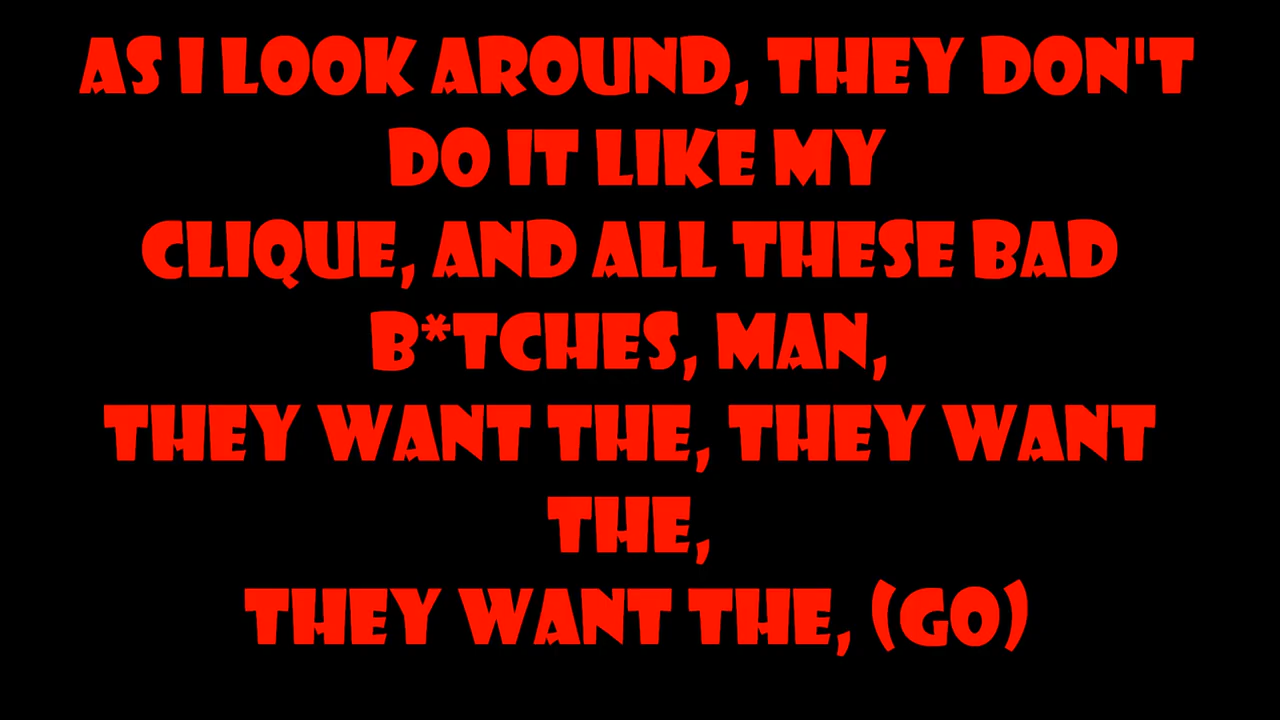 AS I LOOK AROUND, THEY DON'T
DO IT LIKE MY
CLIQUE, AND ALL THESE BAD
B*TCHES, MAN,
THEY WANT THE, THEY WANT
THE,
THEY WANT THE, (GO)